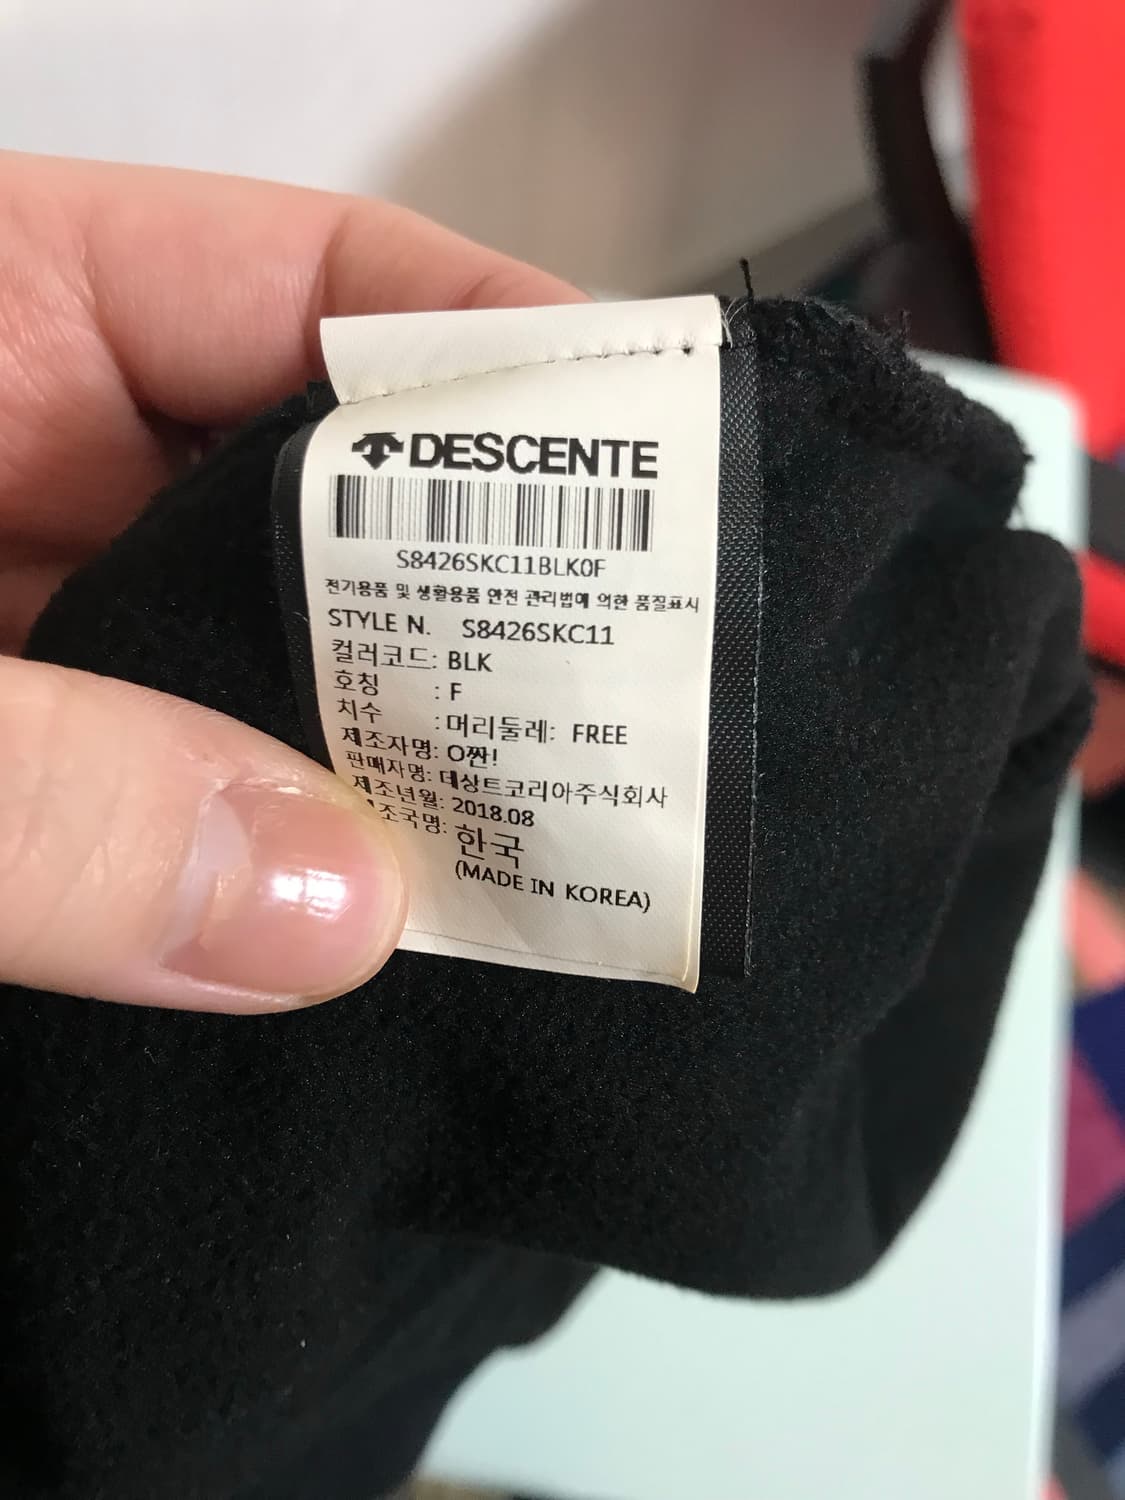 DESCENTE
S8426SKC11BLK0F
전기용품 및 생활용품 안전 관리법에 의한 품질표시
STYLE N. S8426SKC11
컬러코드: BLK
호칭 : F
치수 : 머리둘레: FREE
제조자명: O짠!
판매자명: 데상트코리아주식회사
제조년월: 2018.08
조국명: 한국
(MADE IN KOREA)